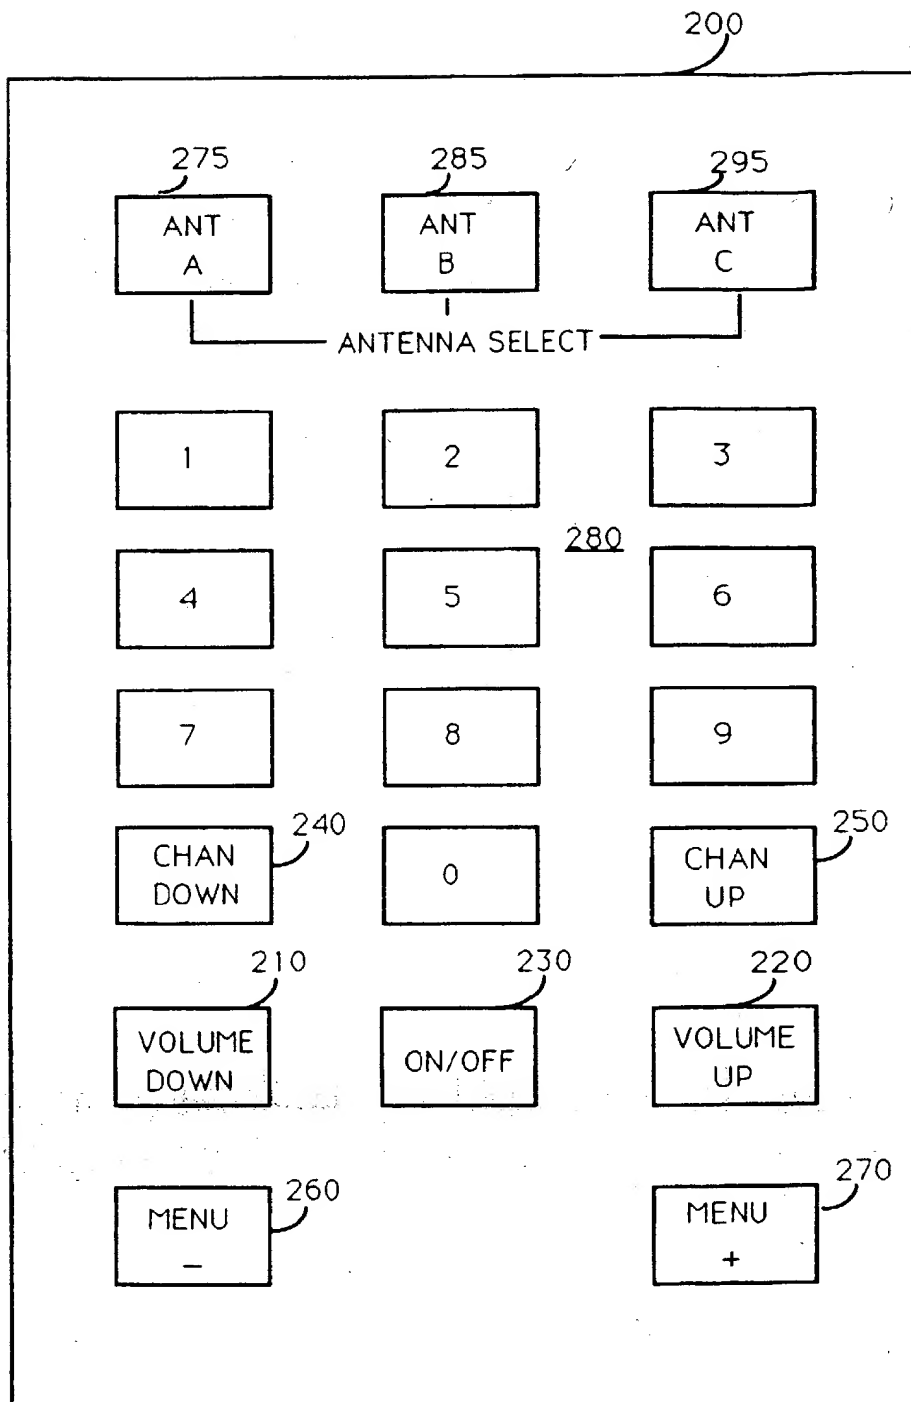 200
275 285 295
ANT A
ANT B
ANT C
ANTENNA SELECT
1 2 3
280
4 5 6
7 8 9
240 250
CHAN DOWN
0
CHAN UP
210 230 220
VOLUME DOWN
ON/OFF
VOLUME UP
260 270
MENU −
MENU +